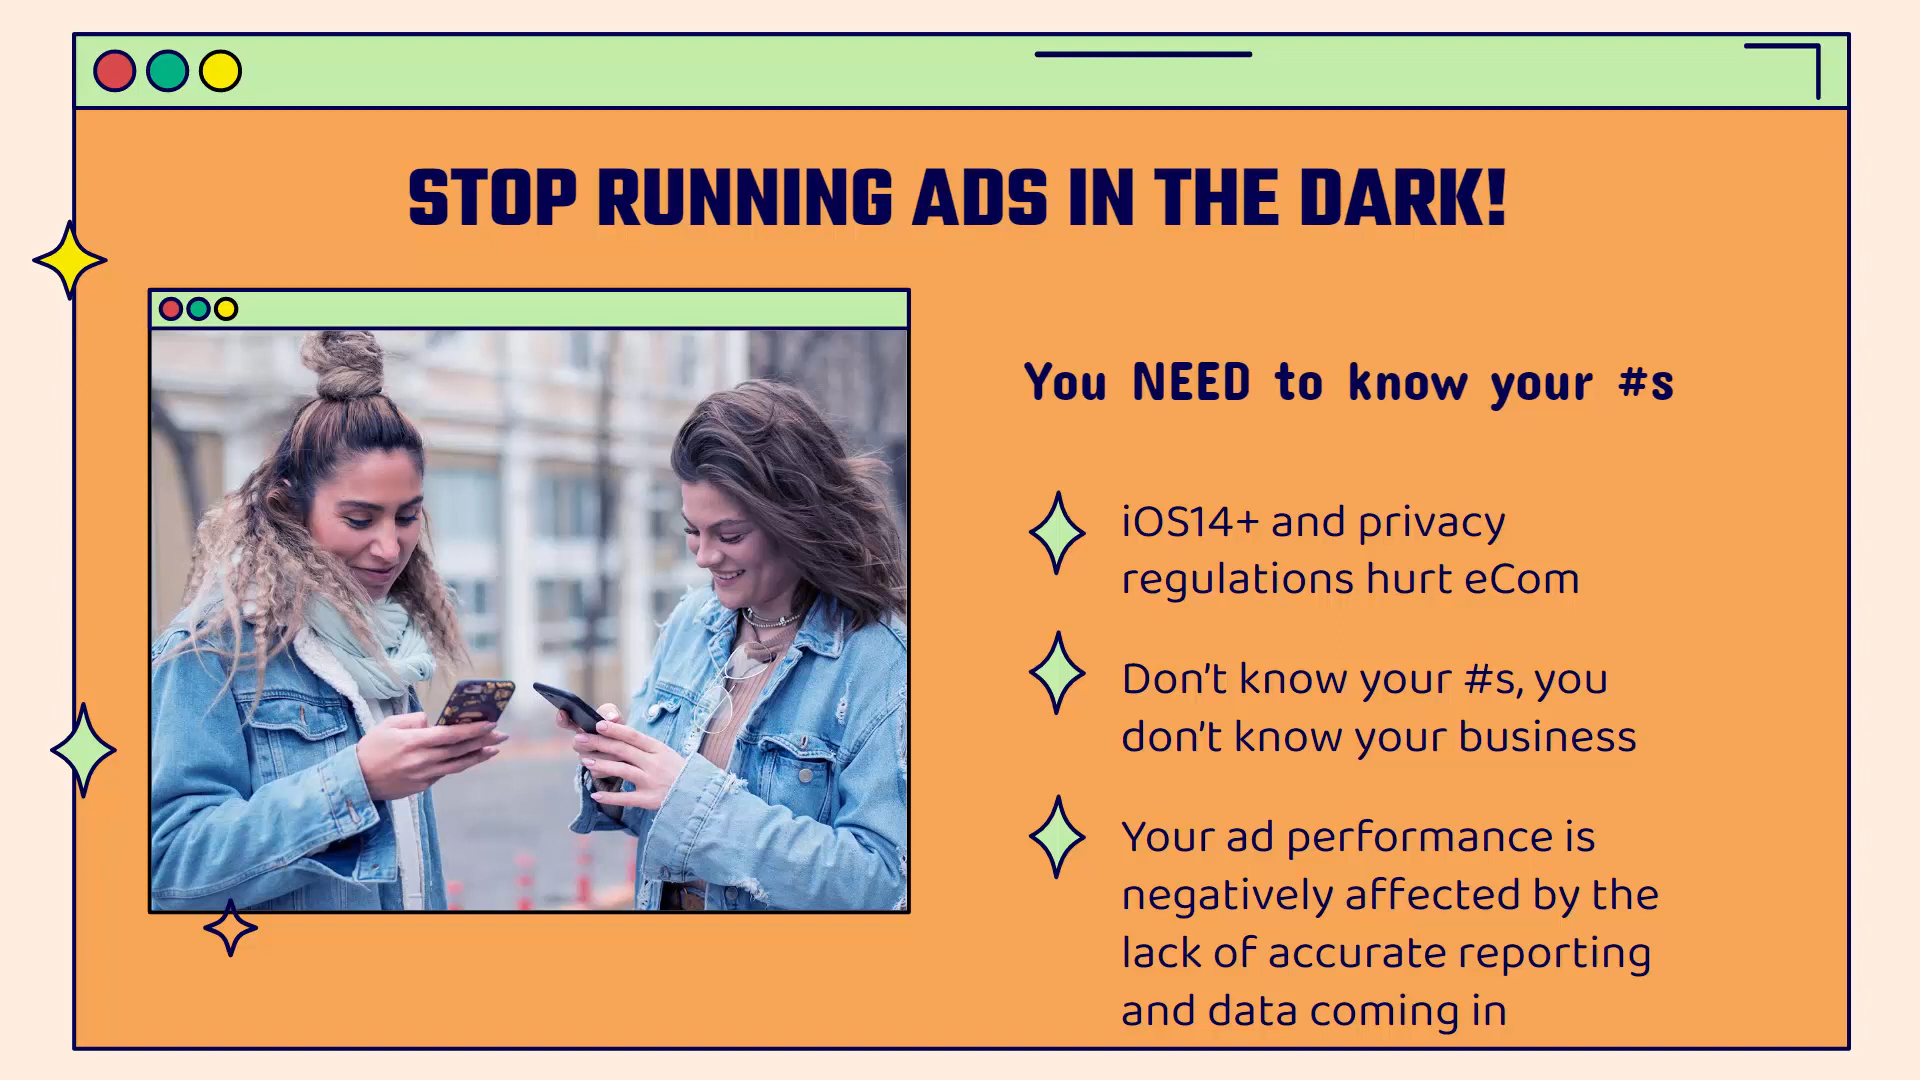 STOP RUNNING ADS IN THE DARK!
You NEED to know your #s
iOS14+ and privacy
regulations hurt eCom
Don't know your #s, you
don't know your business
Your ad performance is
negatively affected by the
lack of accurate reporting
and data coming in